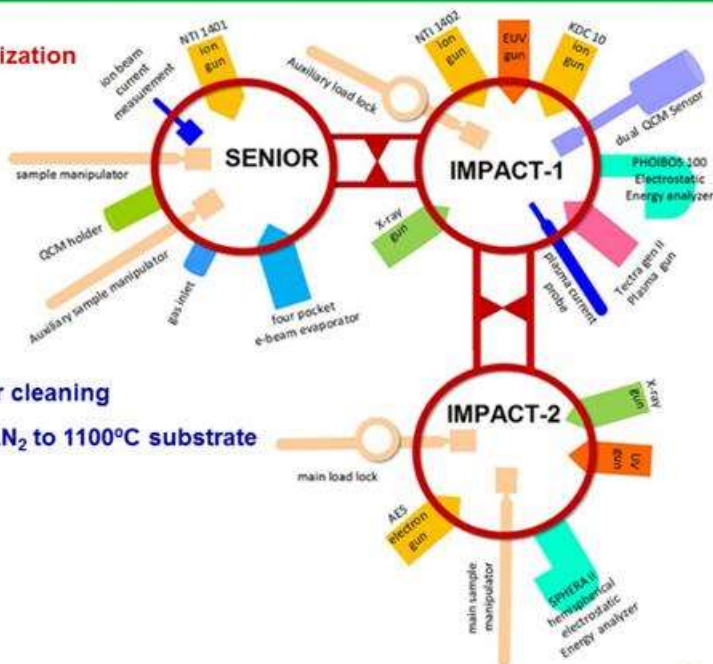 ization
ion beam
current
measurement
NTI 1401
ion
gun
sample manipulator
SENIOR
QCM holder
Auxiliary sample manipulator
gas inlet
four pocket
e-beam evaporator
Auxiliary load lock
NTI 1402
ion
gun
EUV
gun
KDC 10
ion
gun
dual QCM Sensor
IMPACT-1
PHOIBOS 100
Electrostatic
Energy analyzer
X-ray
gun
plasma current
probe
Tectra gen II
Plasma gun
r cleaning
LN₂ to 1100ºC substrate
IMPACT-2
X-ray
gun
UV
gun
main load lock
AES
electron
gun
main sample
manipulator
SPHERA II
hemispherical
electrostatic
Energy analyzer